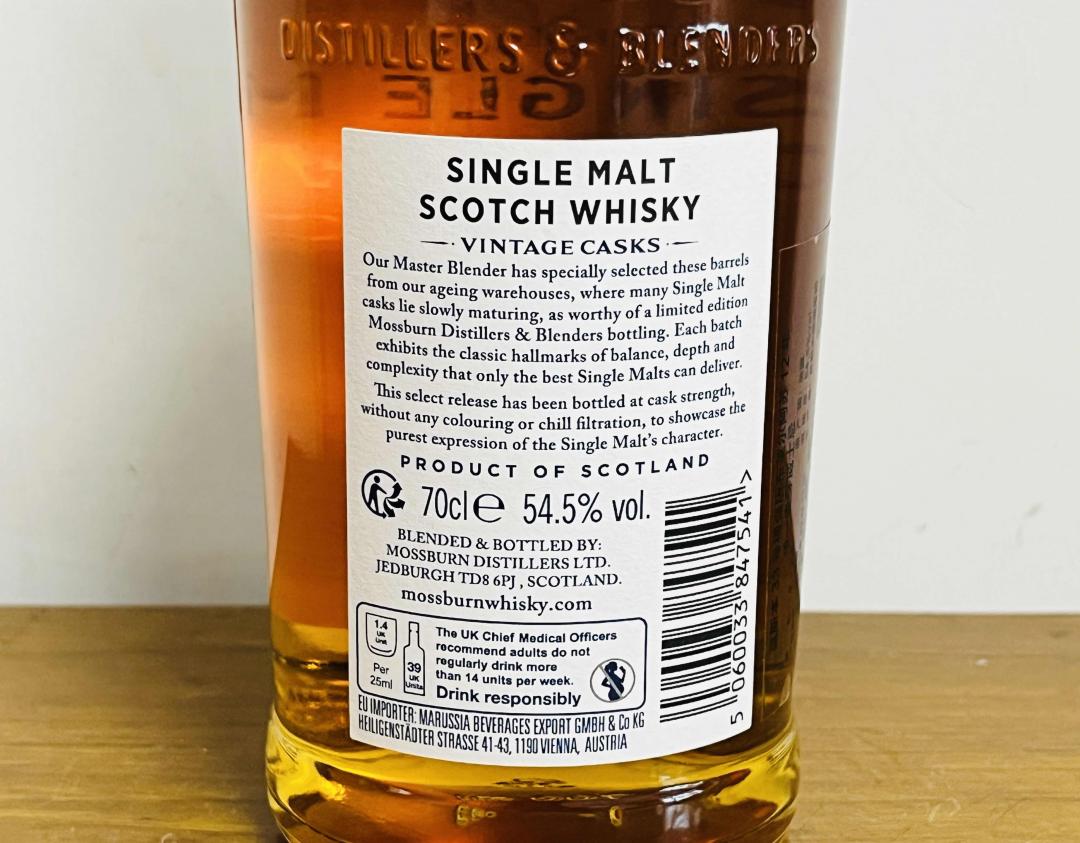 DISTILLERS & BLENDERS
SINGLE
SINGLE MALT
SCOTCH WHISKY
VINTAGE CASKS
Our Master Blender has specially selected these barrels
from our ageing warehouses, where many Single Malt
casks lie slowly maturing, as worthy of a limited edition
Mossburn Distillers & Blenders bottling. Each batch
exhibits the classic hallmarks of balance, depth and
complexity that only the best Single Malts can deliver.
This select release has been bottled at cask strength,
without any colouring or chill filtration, to showcase the
purest expression of the Single Malt's character.
PRODUCT OF SCOTLAND
70cl e 54.5% vol.
BLENDED & BOTTLED BY:
MOSSBURN DISTILLERS LTD.
JEDBURGH TD8 6PJ , SCOTLAND.
mossburnwhisky.com
1.4
UK
Unit
Per
25ml
39
UK
Units
The UK Chief Medical Officers
recommend adults do not
regularly drink more
than 14 units per week.
Drink responsibly
EU IMPORTER: MARUSSIA BEVERAGES EXPORT GMBH & Co KG
HEILIGENSTÄDTER STRASSE 41-43, 1190 VIENNA, AUSTRIA
5 060033 847541 >